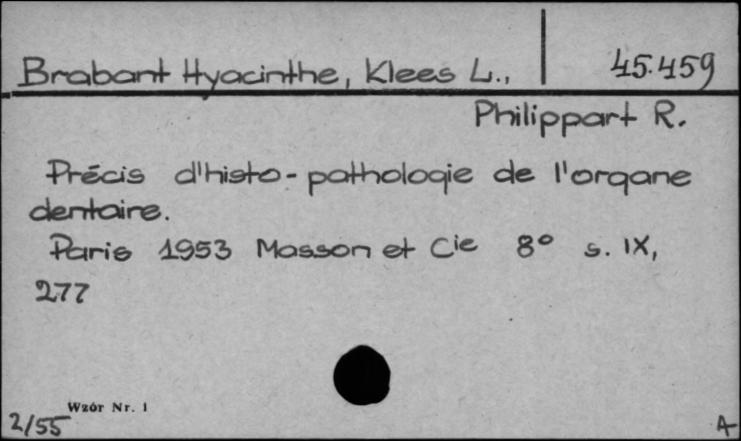 Brabant Hyacinthe, Klees L., 45.459
Philippart R.
Précis d'histo-pathologie de l'organe
dentaire.
Paris 1953 Masson et Cie 8° s. IX,
277
Wzór Nr. 1
2/55 A